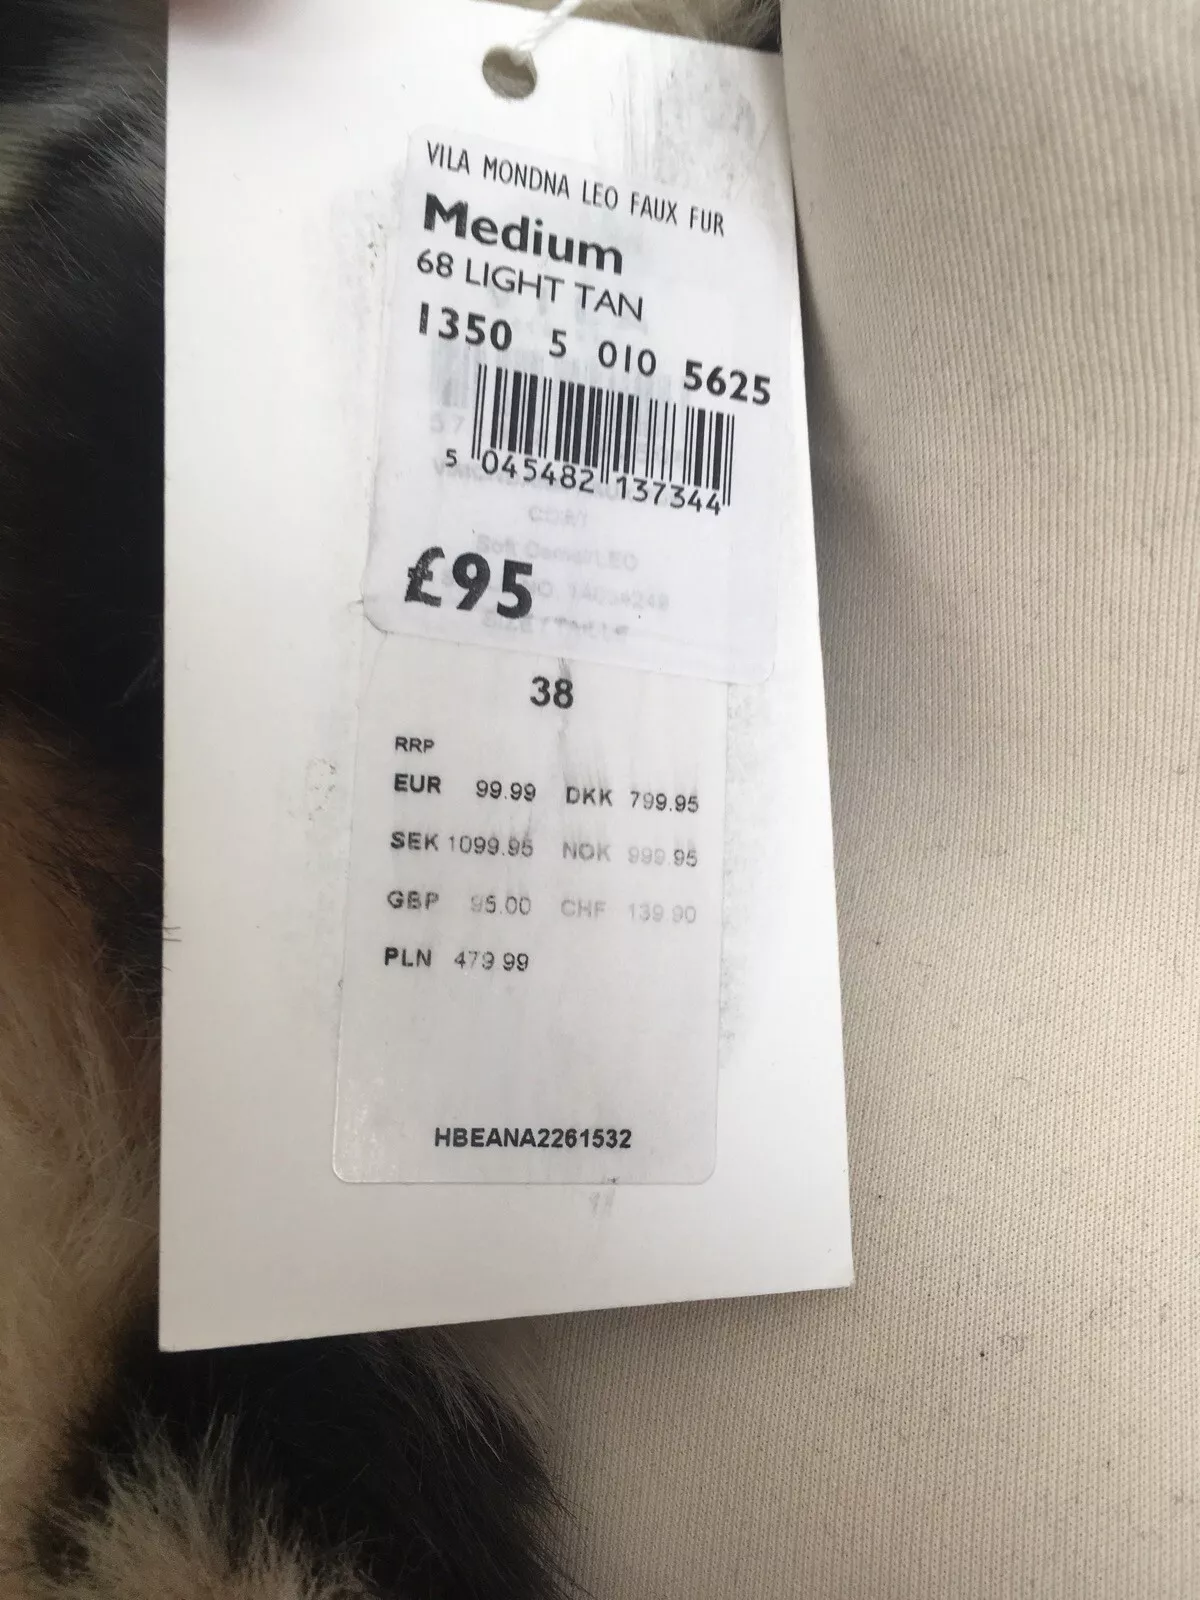 VILA MONDNA LEO FAUX FUR
Medium
68 LIGHT TAN
1350 5 010 5625
5 045482 137344
COAT
£95
38
RRP
EUR 99.99 DKK 799.95
SEK 1099.95 NOK 999.95
GBP 95.00 CHF 139.90
PLN 479.99
HBEANA2261532